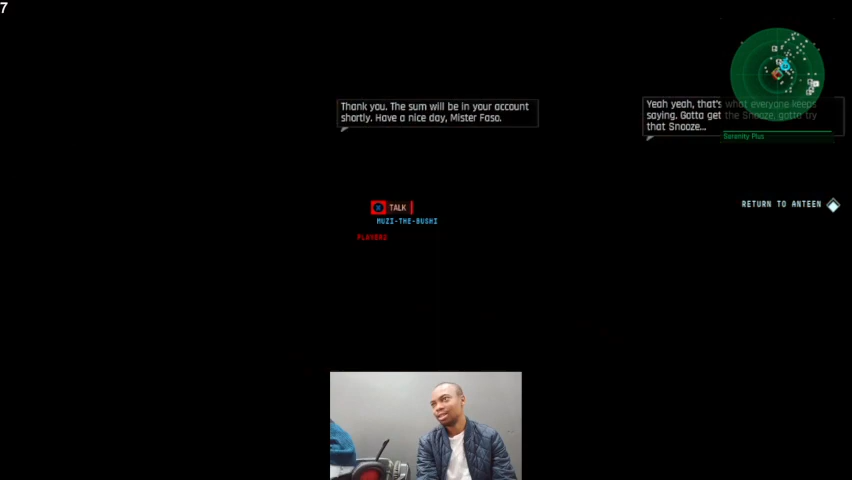 7
Thank you. The sum will be in your account
shortly. Have a nice day, Mister Faso.
Yeah yeah, that's what everyone keeps
saying. Gotta get the Snooze, gotta try
that Snooze...
Serenity Plus
RETURN TO ANTEEN
TALK
MUZI-THE-BUSHI
PLAYER2